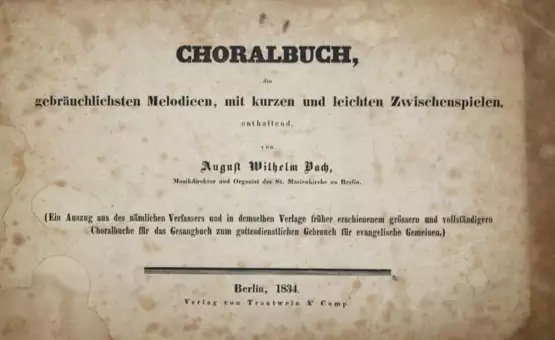 CHORALBUCH,
die
gebräuchlichsten Melodieen, mit kurzen und leichten Zwischenspielen,
enthaltend,
von
August Wilhelm Bach,
Musikdirektor und Organist der St. Marienkirche zu Berlin.
(Ein Auszug aus des nämlichen Verfassers und in demselben Verlage früher erschienenem grössern und vollständigern
Choralbuche für das Gesangbuch zum gottesdienstlichen Gebrauch für evangelische Gemeinen.)
Berlin, 1834.
Verlag von Trautwein & Comp